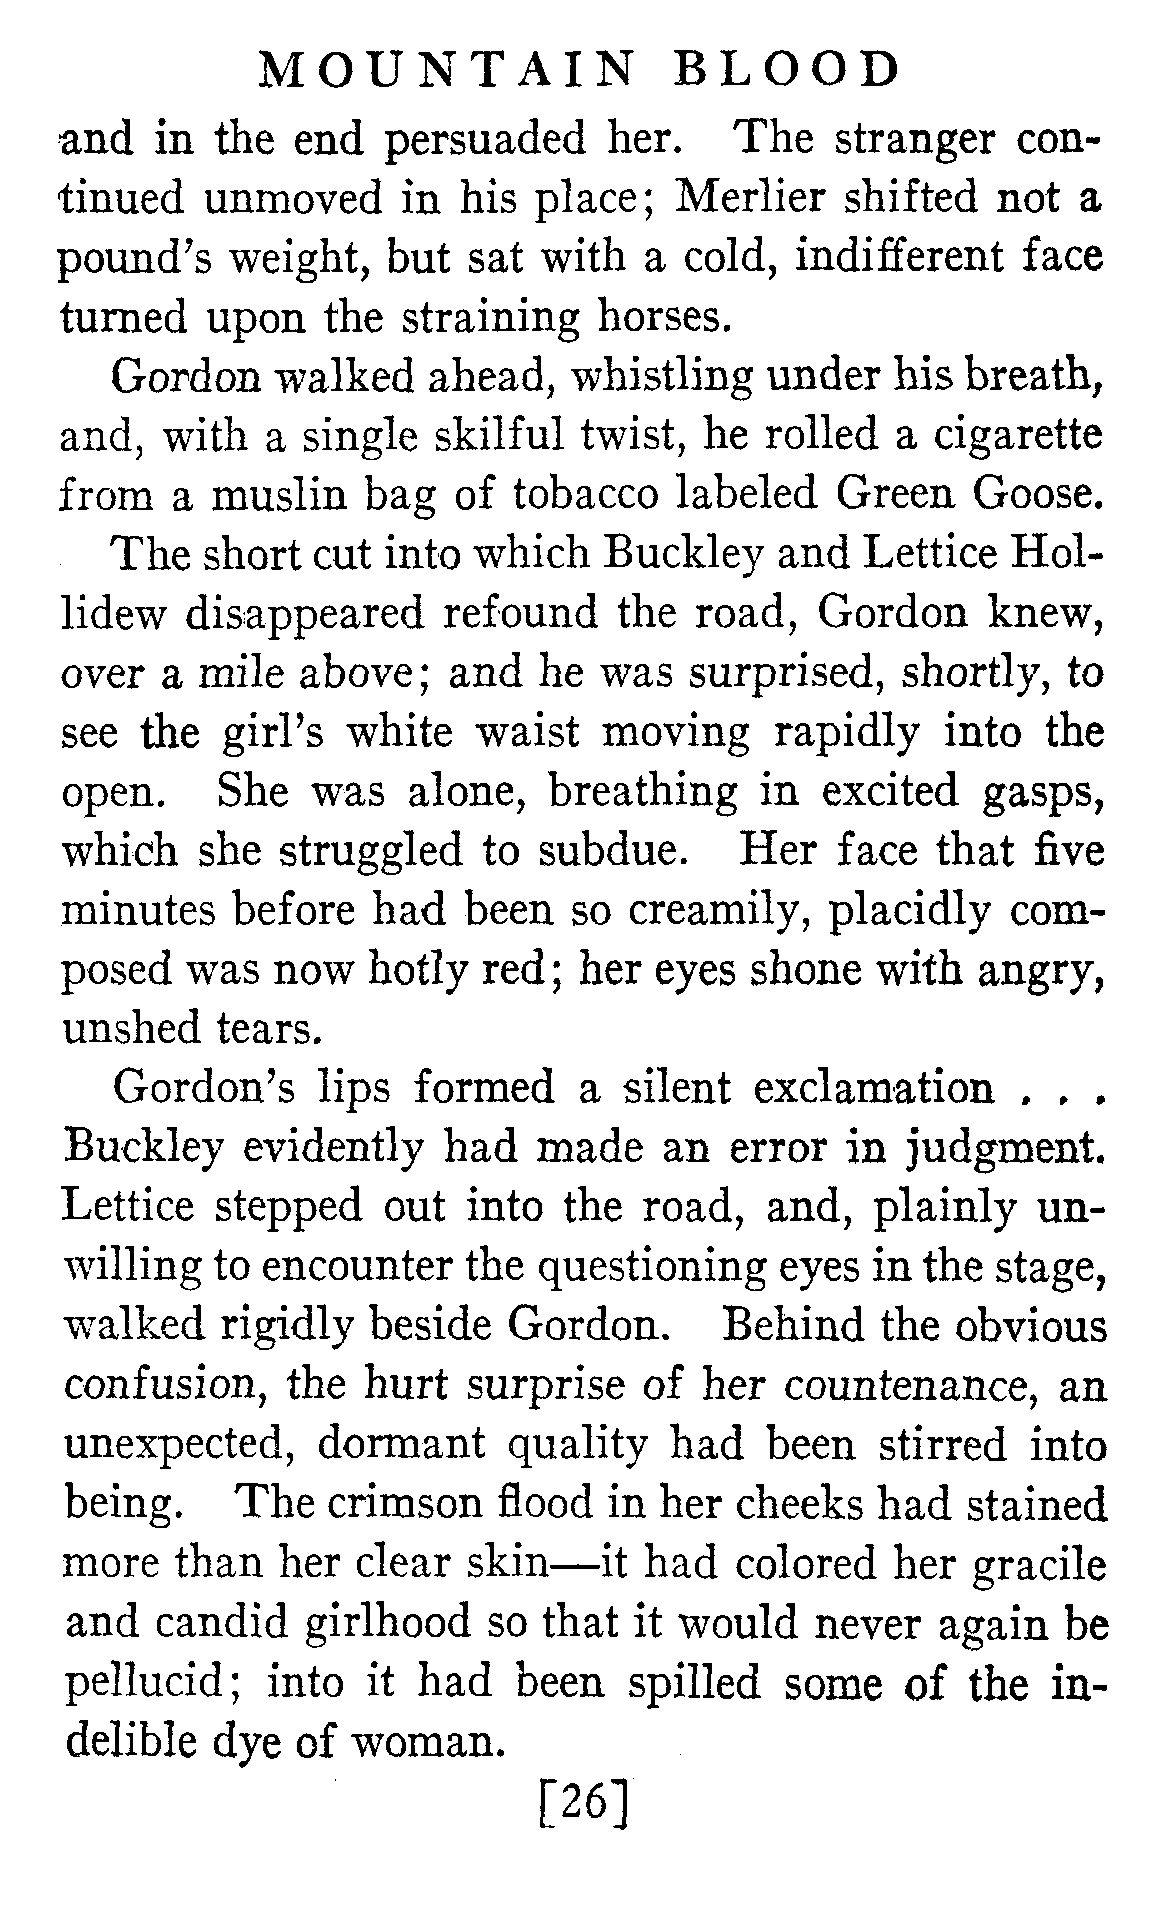 MOUNTAIN BLOOD
and in the end persuaded her. The stranger con-
tinued unmoved in his place; Merlier shifted not a
pound's weight, but sat with a cold, indifferent face
turned upon the straining horses.
Gordon walked ahead, whistling under his breath,
and, with a single skilful twist, he rolled a cigarette
from a muslin bag of tobacco labeled Green Goose.
The short cut into which Buckley and Lettice Hol-
lidew disappeared refound the road, Gordon knew,
over a mile above; and he was surprised, shortly, to
see the girl's white waist moving rapidly into the
open. She was alone, breathing in excited gasps,
which she struggled to subdue. Her face that five
minutes before had been so creamily, placidly com-
posed was now hotly red; her eyes shone with angry,
unshed tears.
Gordon's lips formed a silent exclamation . . .
Buckley evidently had made an error in judgment.
Lettice stepped out into the road, and, plainly un-
willing to encounter the questioning eyes in the stage,
walked rigidly beside Gordon. Behind the obvious
confusion, the hurt surprise of her countenance, an
unexpected, dormant quality had been stirred into
being. The crimson flood in her cheeks had stained
more than her clear skin—it had colored her gracile
and candid girlhood so that it would never again be
pellucid; into it had been spilled some of the in-
delible dye of woman.
[26]